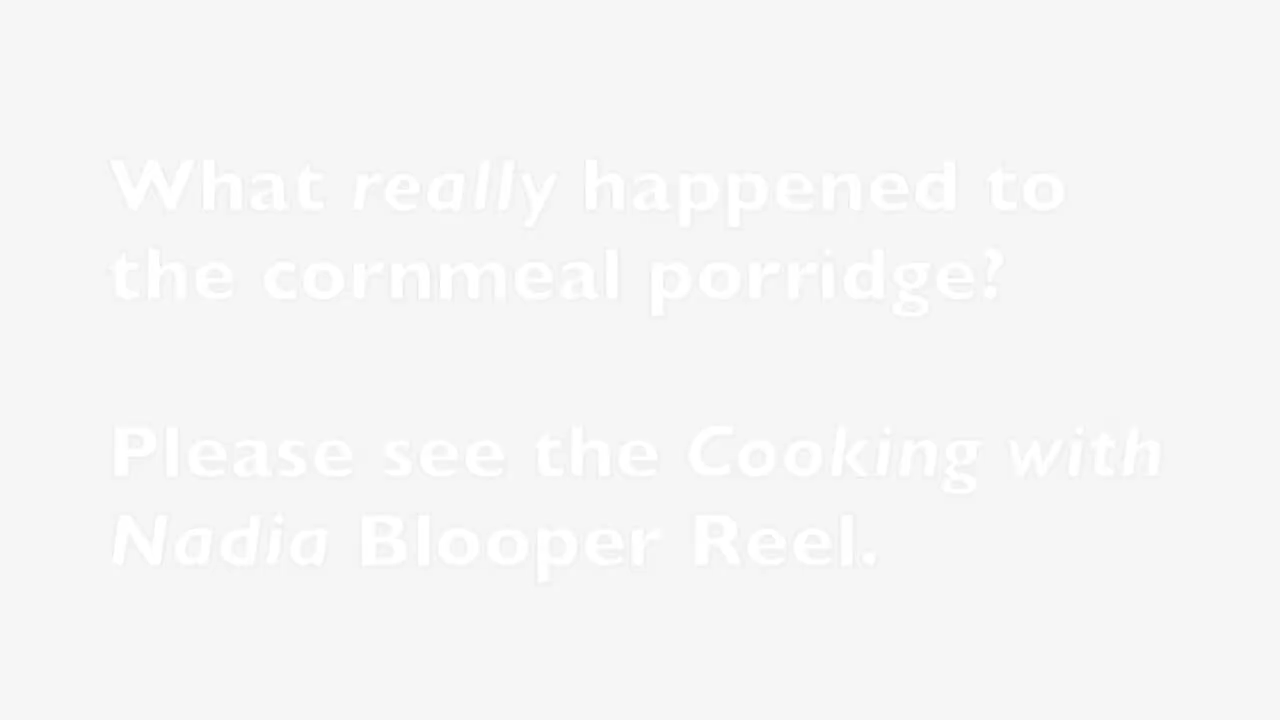 What really happened to
the cornmeal porridge?
Please see the Cooking with
Nadia Blooper Reel.